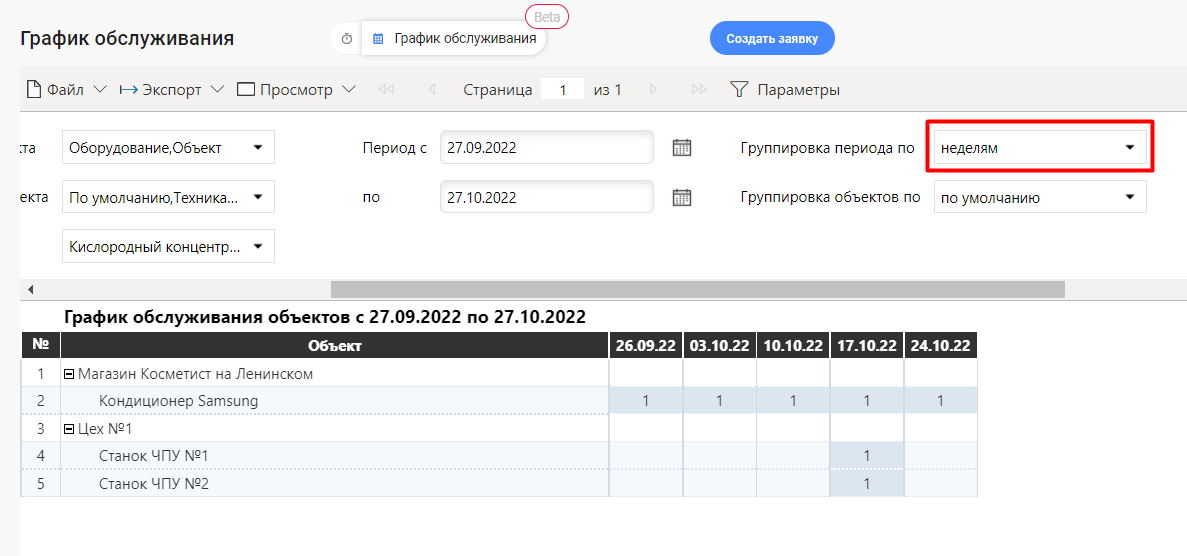 Beta
График обслуживания
График обслуживания
Создать заявку
Файл Экспорт Просмотр Страница 1 из 1 Параметры
кта Оборудование,Объект Период с 27.09.2022 Группировка периода по неделям
екта По умолчанию,Техника... по 27.10.2022 Группировка объектов по по умолчанию
Кислородный концентр...
График обслуживания объектов с 27.09.2022 по 27.10.2022
№ Объект 26.09.22 03.10.22 10.10.22 17.10.22 24.10.22
1 Магазин Косметист на Ленинском
2 Кондиционер Samsung 1 1 1 1 1
3 Цех №1
4 Станок ЧПУ №1 1
5 Станок ЧПУ №2 1